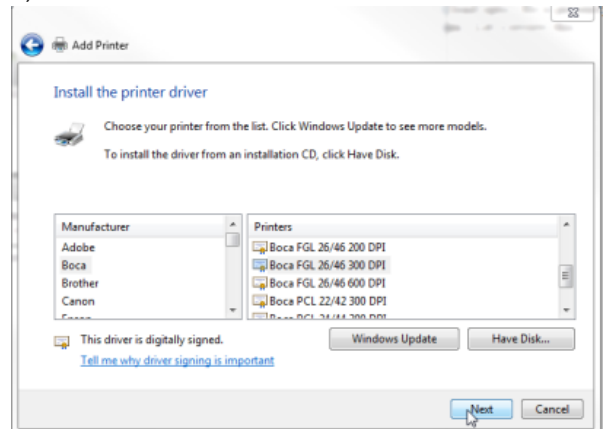 Add Printer
Install the printer driver
Choose your printer from the list. Click Windows Update to see more models.
To install the driver from an installation CD, click Have Disk.
Manufacturer
Adobe
Boca
Brother
Canon
Printers
Boca FGL 26/46 200 DPI
Boca FGL 26/46 300 DPI
Boca FGL 26/46 600 DPI
Boca PCL 22/42 300 DPI
This driver is digitally signed.
Tell me why driver signing is important
Windows Update
Have Disk...
Next
Cancel